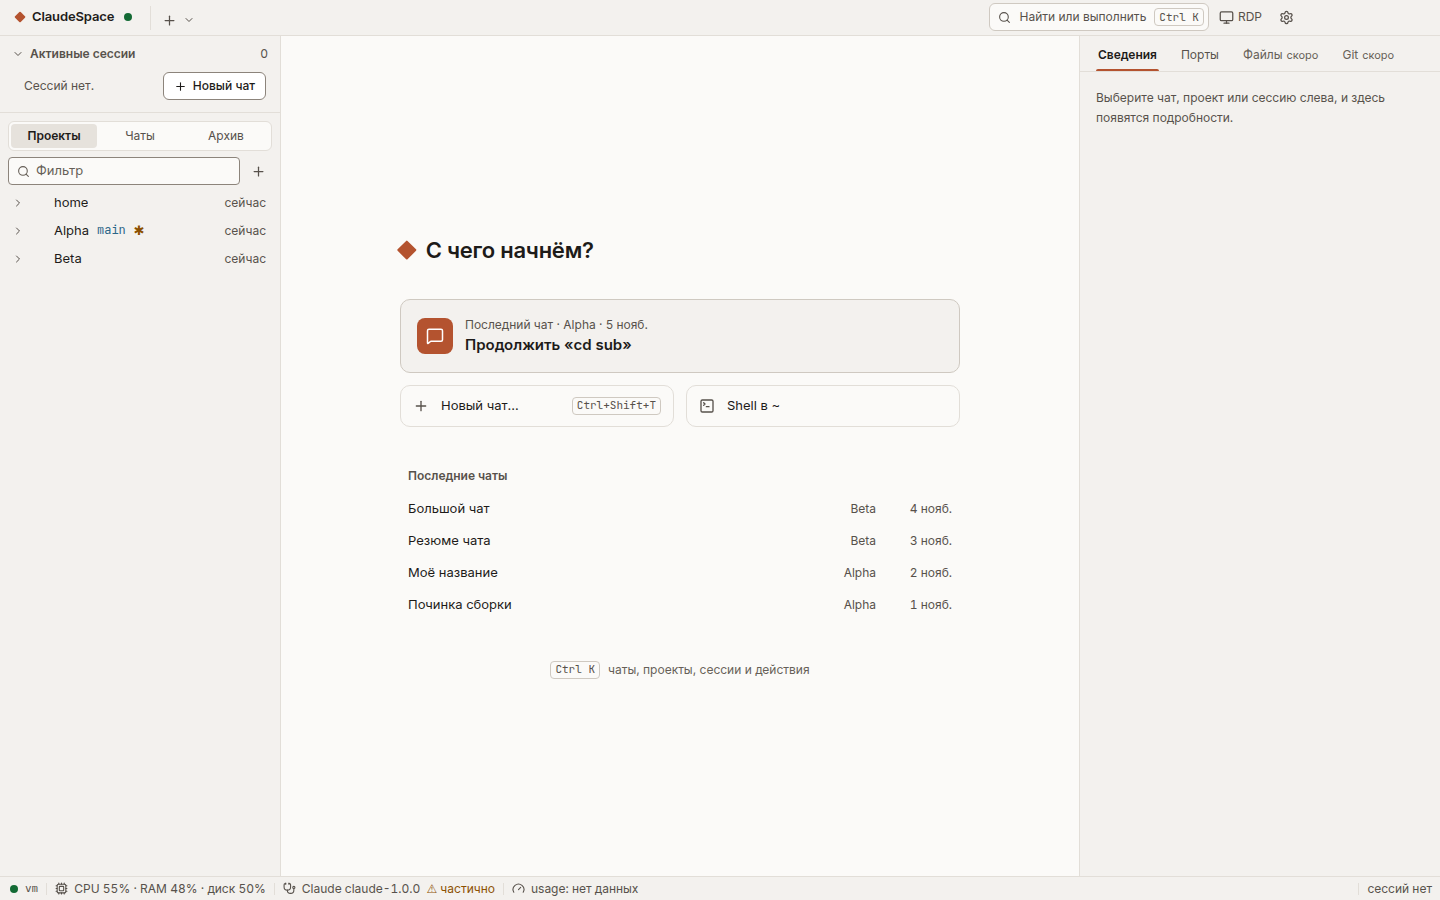 ClaudeSpace
Найти или выполнить Ctrl K
RDP
Активные сессии 0
Сессий нет.
Новый чат
Проекты Чаты Архив
Фильтр
home сейчас
Alpha main ✱ сейчас
Beta сейчас
С чего начнём?
Последний чат · Alpha · 5 нояб.
Продолжить «cd sub»
Новый чат... Ctrl+Shift+T
Shell в ~
Последние чаты
Большой чат Beta 4 нояб.
Резюме чата Beta 3 нояб.
Моё название Alpha 2 нояб.
Починка сборки Alpha 1 нояб.
Ctrl K чаты, проекты, сессии и действия
Сведения Порты Файлы скоро Git скоро
Выберите чат, проект или сессию слева, и здесь
появятся подробности.
vm CPU 55% · RAM 48% · диск 50% Claude claude-1.0.0 ⚠ частично usage: нет данных сессий нет